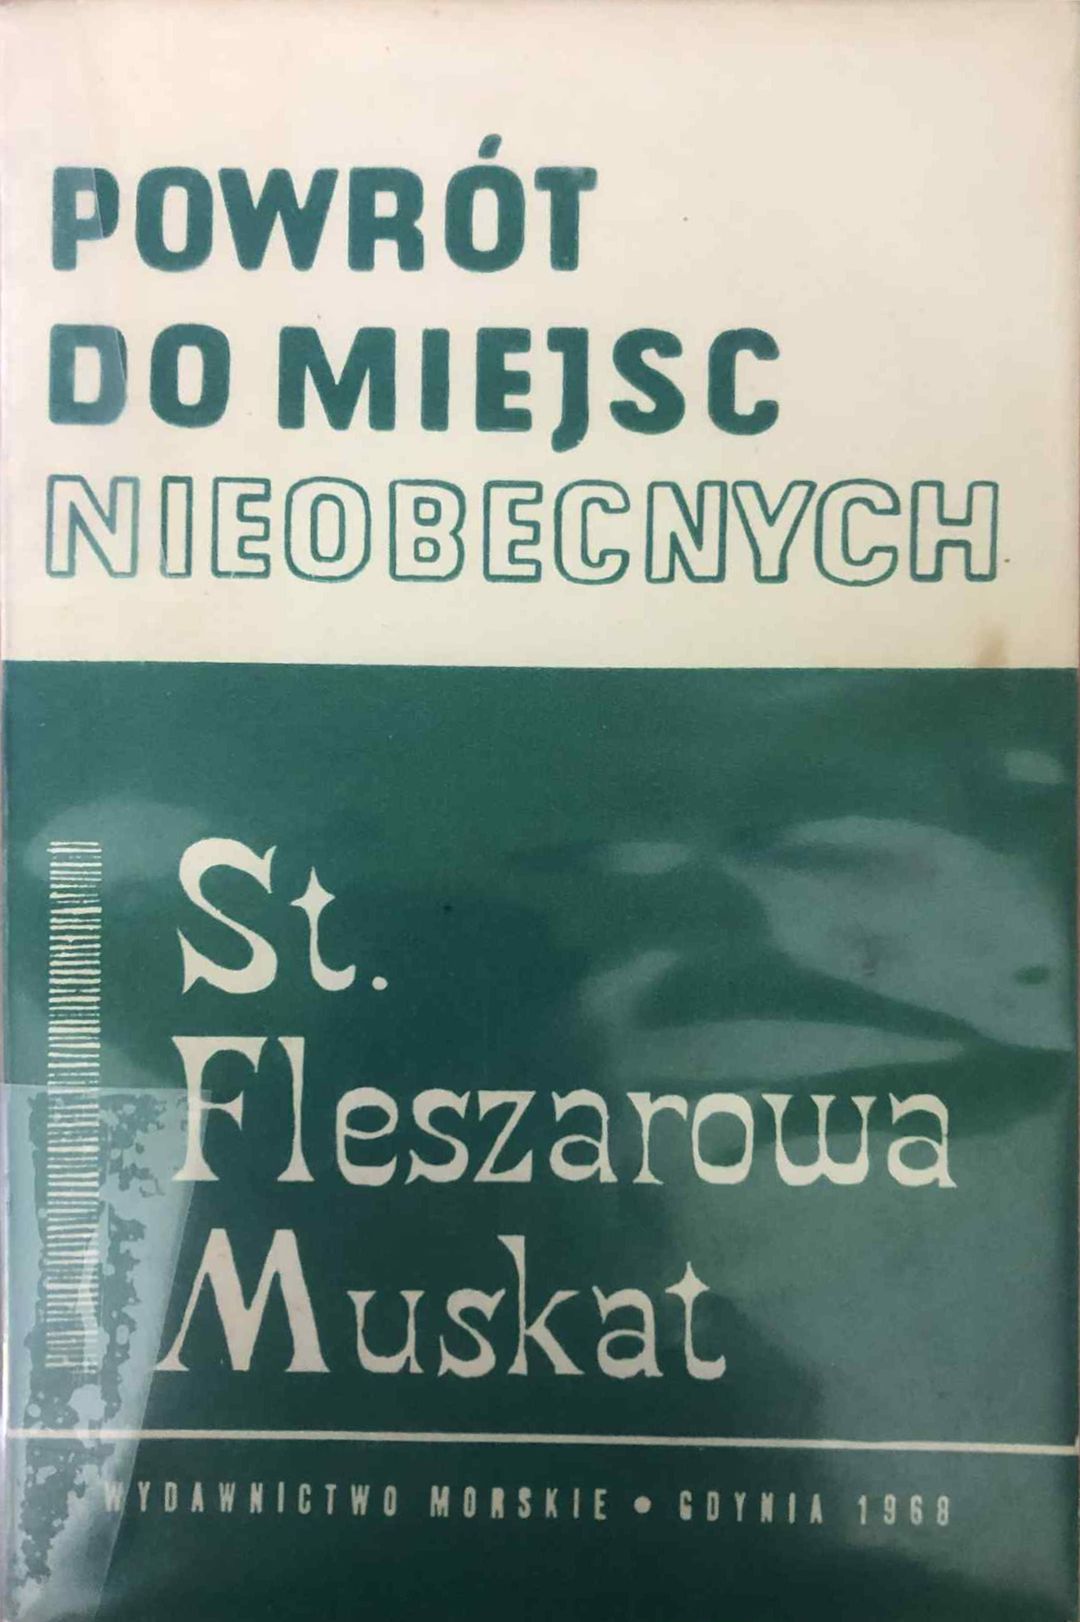 POWRÓT
DO MIEJSC
NIEOBECNYCH
St.
Fleszarowa
Muskat
WYDAWNICTWO MORSKIE • GDYNIA 1968